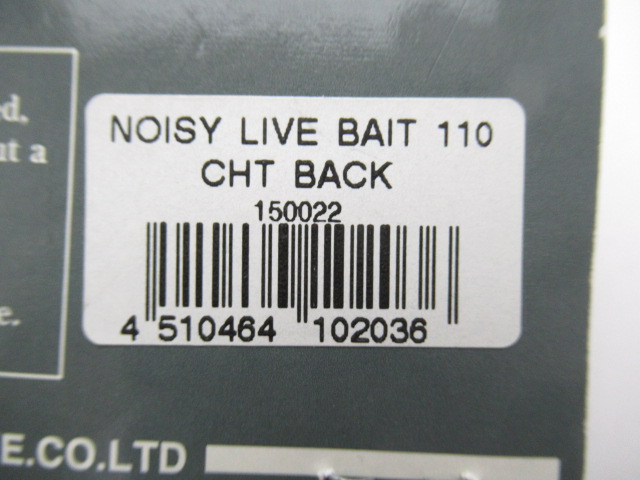 NOISY LIVE BAIT 110
CHT BACK
150022
4 510464 102036
a
E.CO.LTD